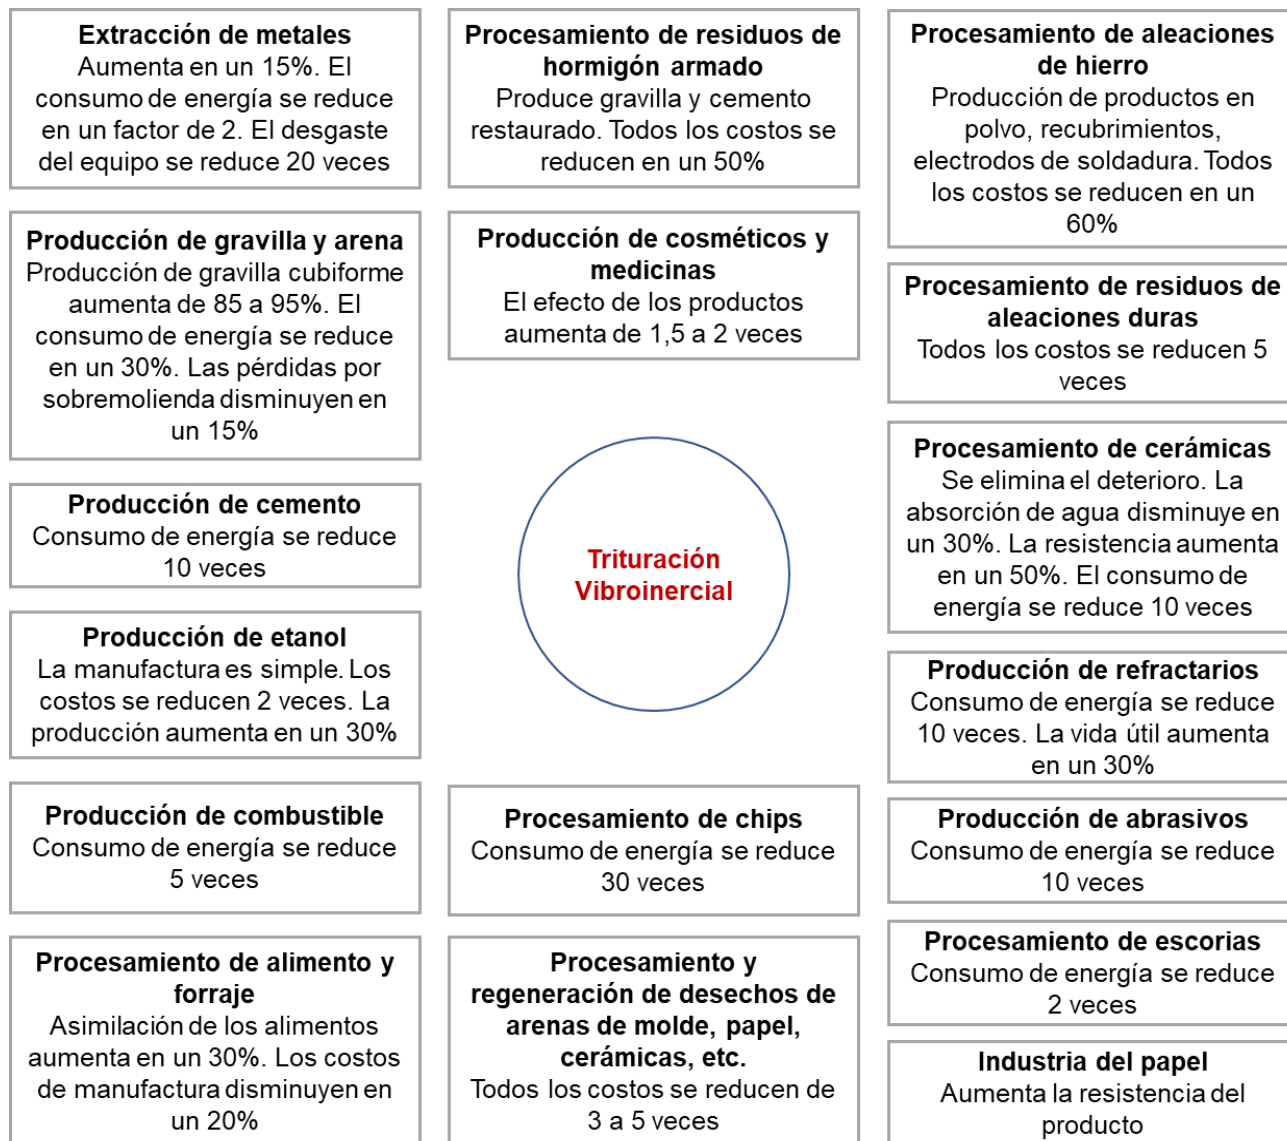 Extracción de metales
Aumenta en un 15%. El
consumo de energía se reduce
en un factor de 2. El desgaste
del equipo se reduce 20 veces
Producción de gravilla y arena
Producción de gravilla cubiforme
aumenta de 85 a 95%. El
consumo de energía se reduce
en un 30%. Las pérdidas por
sobremolienda disminuyen en
un 15%
Producción de cemento
Consumo de energía se reduce
10 veces
Producción de etanol
La manufactura es simple. Los
costos se reducen 2 veces. La
producción aumenta en un 30%
Producción de combustible
Consumo de energía se reduce
5 veces
Procesamiento de alimento y
forraje
Asimilación de los alimentos
aumenta en un 30%. Los costos
de manufactura disminuyen en
un 20%
Procesamiento de residuos de
hormigón armado
Produce gravilla y cemento
restaurado. Todos los costos se
reducen en un 50%
Producción de cosméticos y
medicinas
El efecto de los productos
aumenta de 1,5 a 2 veces
Trituración
Vibroinercial
Procesamiento de chips
Consumo de energía se reduce
30 veces
Procesamiento y
regeneración de desechos de
arenas de molde, papel,
cerámicas, etc.
Todos los costos se reducen de
3 a 5 veces
Procesamiento de aleaciones
de hierro
Producción de productos en
polvo, recubrimientos,
electrodos de soldadura. Todos
los costos se reducen en un
60%
Procesamiento de residuos de
aleaciones duras
Todos los costos se reducen 5
veces
Procesamiento de cerámicas
Se elimina el deterioro. La
absorción de agua disminuye en
un 30%. La resistencia aumenta
en un 50%. El consumo de
energía se reduce 10 veces
Producción de refractarios
Consumo de energía se reduce
10 veces. La vida útil aumenta
en un 30%
Producción de abrasivos
Consumo de energía se reduce
10 veces
Procesamiento de escorias
Consumo de energía se reduce
2 veces
Industria del papel
Aumenta la resistencia del
producto